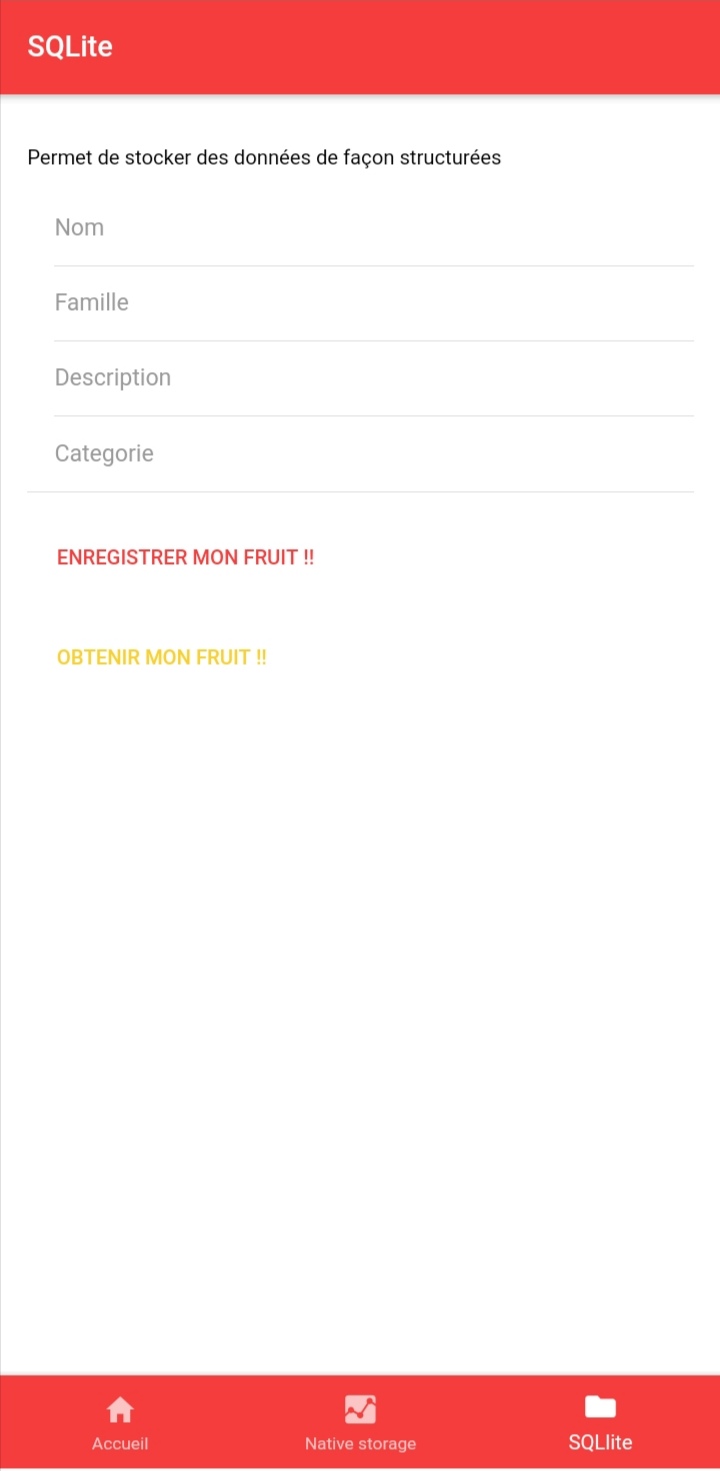 SQLite
Permet de stocker des données de façon structurées
Nom
Famille
Description
Categorie
ENREGISTRER MON FRUIT !!
OBTENIR MON FRUIT !!
Accueil
Native storage
SQLlite